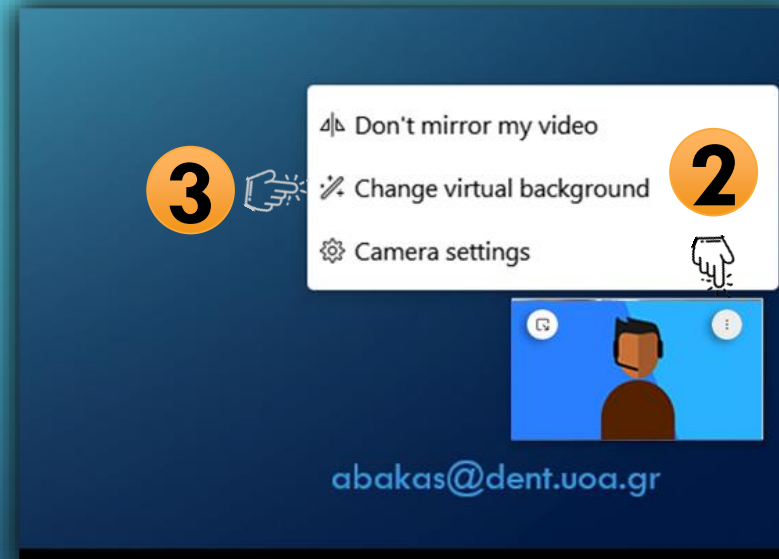 Don't mirror my video
2
3
Change virtual background
Camera settings
abakas@dent.uoa.gr